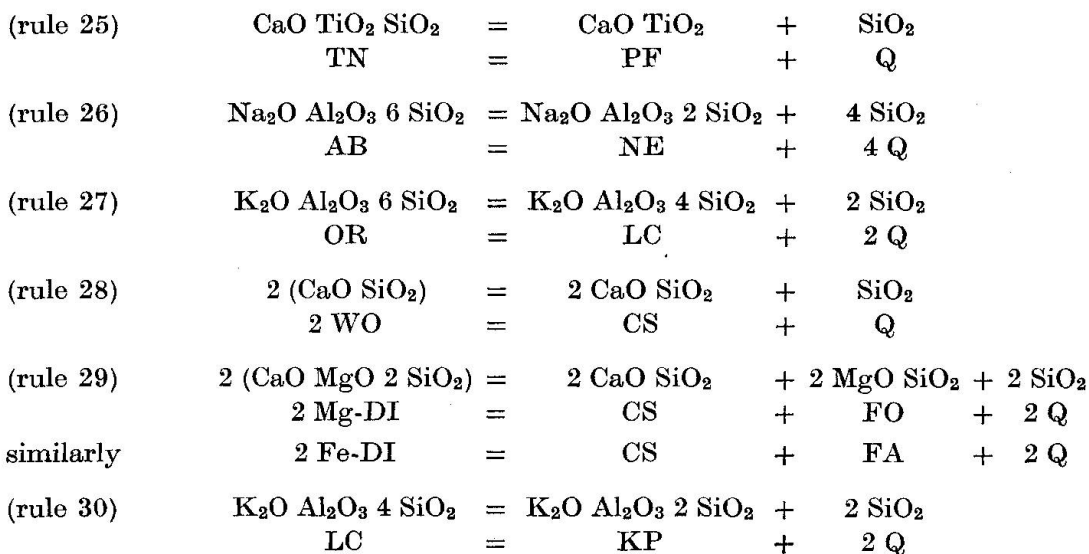 (rule 25) CaO TiO₂ SiO₂ = CaO TiO₂ + SiO₂
TN = PF + Q
(rule 26) Na₂O Al₂O₃ 6 SiO₂ = Na₂O Al₂O₃ 2 SiO₂ + 4 SiO₂
AB = NE + 4 Q
(rule 27) K₂O Al₂O₃ 6 SiO₂ = K₂O Al₂O₃ 4 SiO₂ + 2 SiO₂
OR = LC + 2 Q
(rule 28) 2 (CaO SiO₂) = 2 CaO SiO₂ + SiO₂
2 WO = CS + Q
(rule 29) 2 (CaO MgO 2 SiO₂) = 2 CaO SiO₂ + 2 MgO SiO₂ + 2 SiO₂
2 Mg-DI = CS + FO + 2 Q
similarly 2 Fe-DI = CS + FA + 2 Q
(rule 30) K₂O Al₂O₃ 4 SiO₂ = K₂O Al₂O₃ 2 SiO₂ + 2 SiO₂
LC = KP + 2 Q